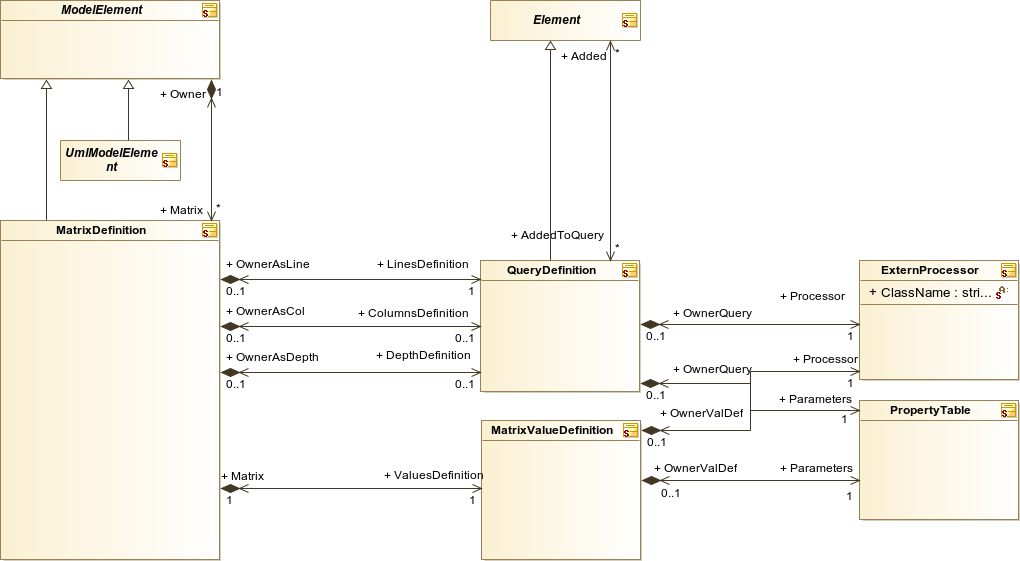 ModelElement
Element
+ Added
*
+ Owner
1
UmlModelEleme
nt
+ Matrix
*
MatrixDefinition
+ AddedToQuery
*
+ OwnerAsLine
+ LinesDefinition
0..1
1
QueryDefinition
ExternProcessor
+ ClassName : stri...
+ OwnerAsCol
+ ColumnsDefinition
0..1
0..1
+ OwnerQuery
+ Processor
0..1
1
+ OwnerAsDepth
+ DepthDefinition
0..1
0..1
+ OwnerQuery
+ Processor
0..1
1
+ OwnerValDef
+ Parameters
0..1
1
PropertyTable
MatrixValueDefinition
+ Matrix
+ ValuesDefinition
1
1
+ OwnerValDef
+ Parameters
0..1
1